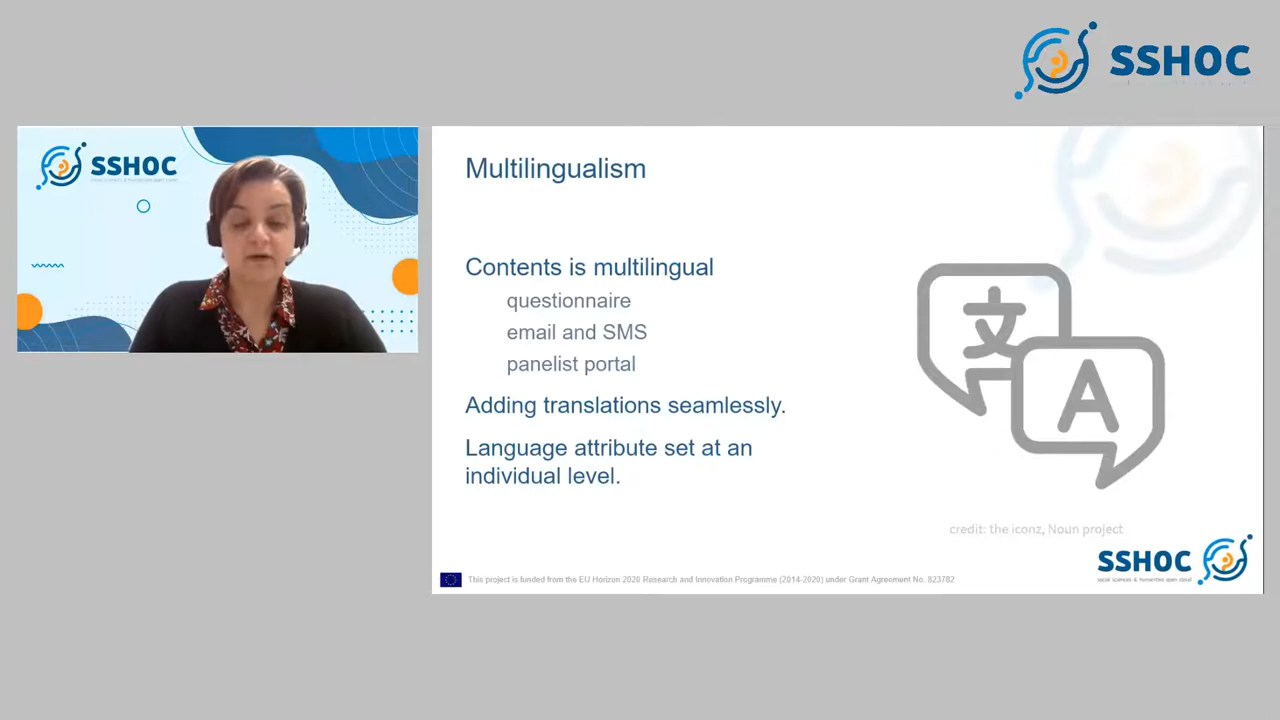 SSHOC
SSHOC
Multilingualism
Contents is multilingual
questionnaire
email and SMS
panelist portal
Adding translations seamlessly.
Language attribute set at an
individual level.
文
A
credit: the iconz, Noun project
SSHOC
social sciences & humanities open cloud
This project is funded from the EU Horizon 2020 Research and Innovation Programme (2014-2020) under Grant Agreement No. 823782